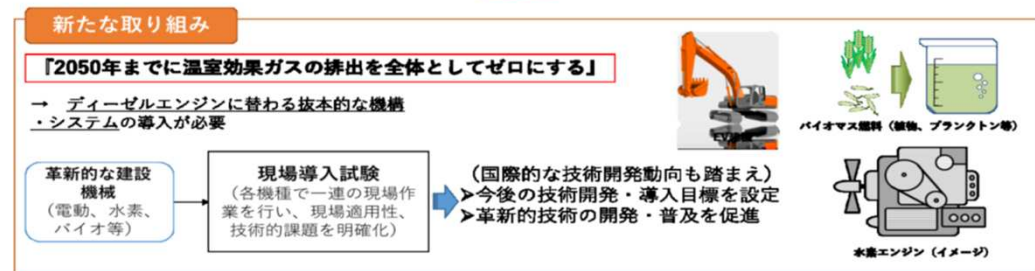 新たな取り組み
『2050年までに温室効果ガスの排出を全体としてゼロにする』
→ ディーゼルエンジンに替わる抜本的な機構
・システムの導入が必要
革新的な建設
機械
（電動、水素、
バイオ等）
現場導入試験
（各機種で一連の現場作
業を行い、現場適用性、
技術的課題を明確化）
（国際的な技術開発動向も踏まえ）
➢今後の技術開発・導入目標を設定
➢革新的技術の開発・普及を促進
バイオマス燃料（植物、プランクトン等）
水素エンジン（イメージ）